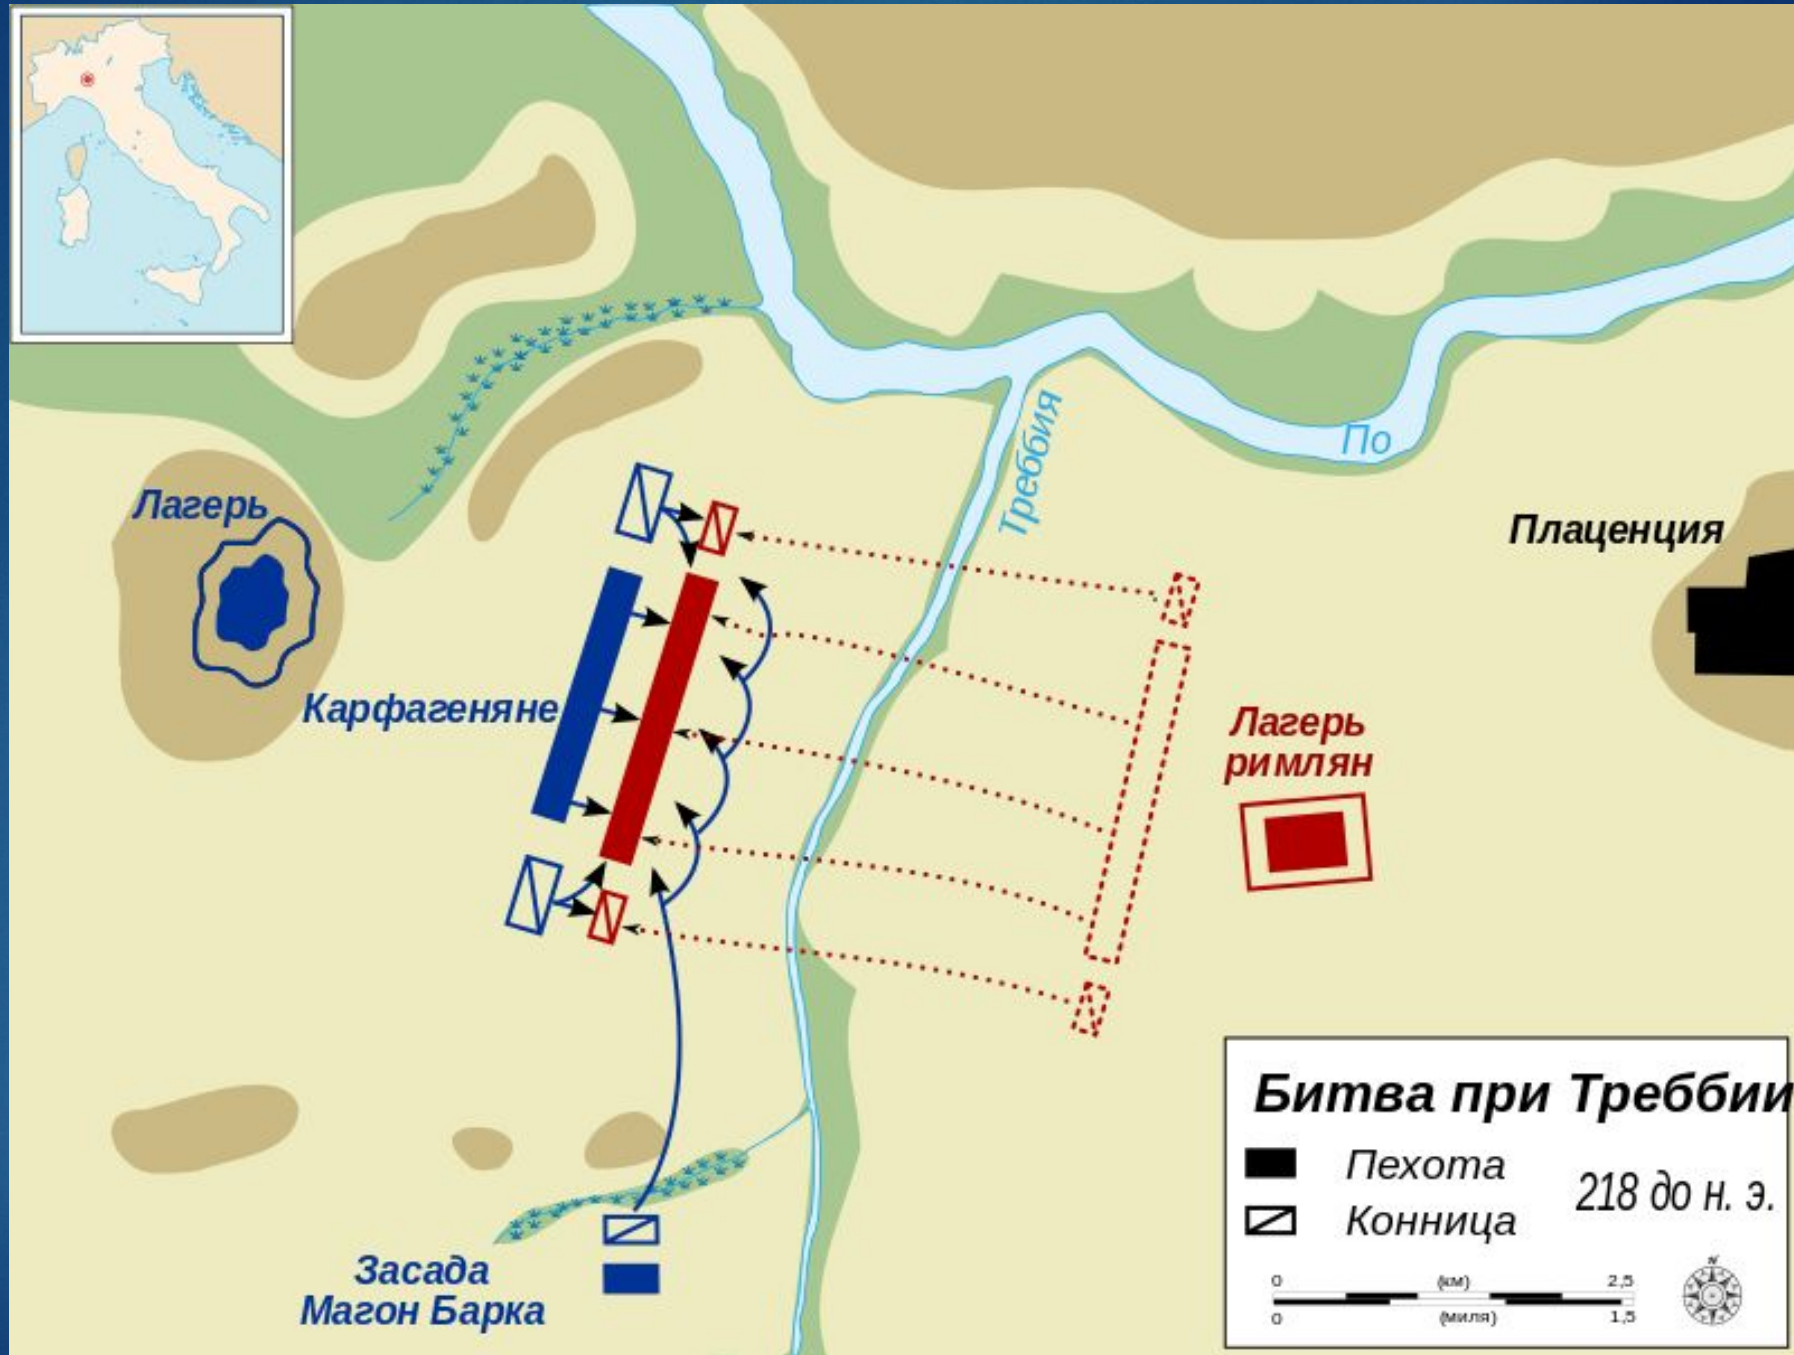 Лагерь
Треббия
По
Плаценция
Карфагеняне
Лагерь
римлян
Засада
Магон Барка
Битва при Треббии
Пехота
218 до н. э.
Конница
0 (км) 2,5
0 (миля) 1,5
N